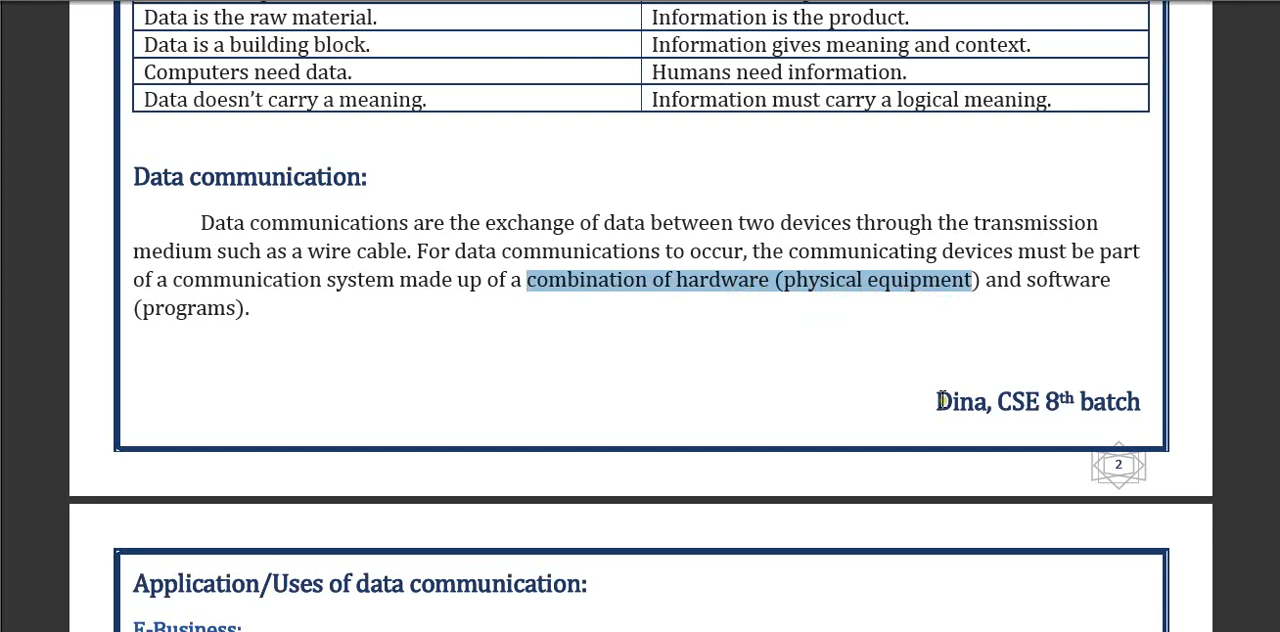 Data is the raw material. Information is the product.
Data is a building block. Information gives meaning and context.
Computers need data. Humans need information.
Data doesn’t carry a meaning. Information must carry a logical meaning.
Data communication:
Data communications are the exchange of data between two devices through the transmission
medium such as a wire cable. For data communications to occur, the communicating devices must be part
of a communication system made up of a combination of hardware (physical equipment) and software
(programs).
Dina, CSE 8th batch
2
Application/Uses of data communication:
E-Business: